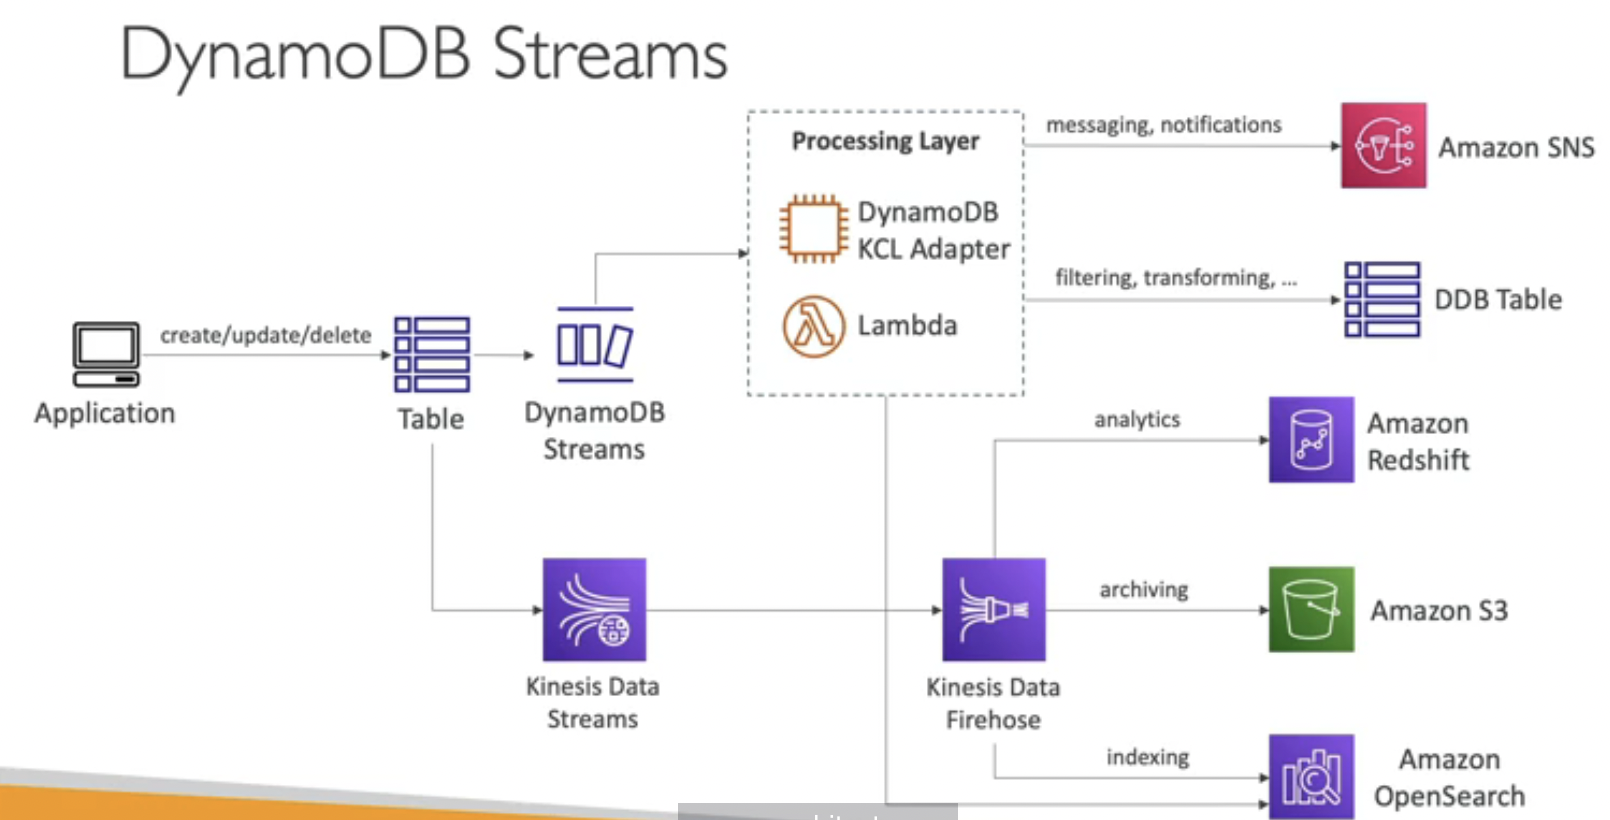 DynamoDB Streams
Processing Layer
DynamoDB
KCL Adapter
Lambda
messaging, notifications
Amazon SNS
filtering, transforming, ...
DDB Table
create/update/delete
Application
Table
DynamoDB
Streams
analytics
Amazon
Redshift
Kinesis Data
Streams
Kinesis Data
Firehose
archiving
Amazon S3
indexing
Amazon
OpenSearch